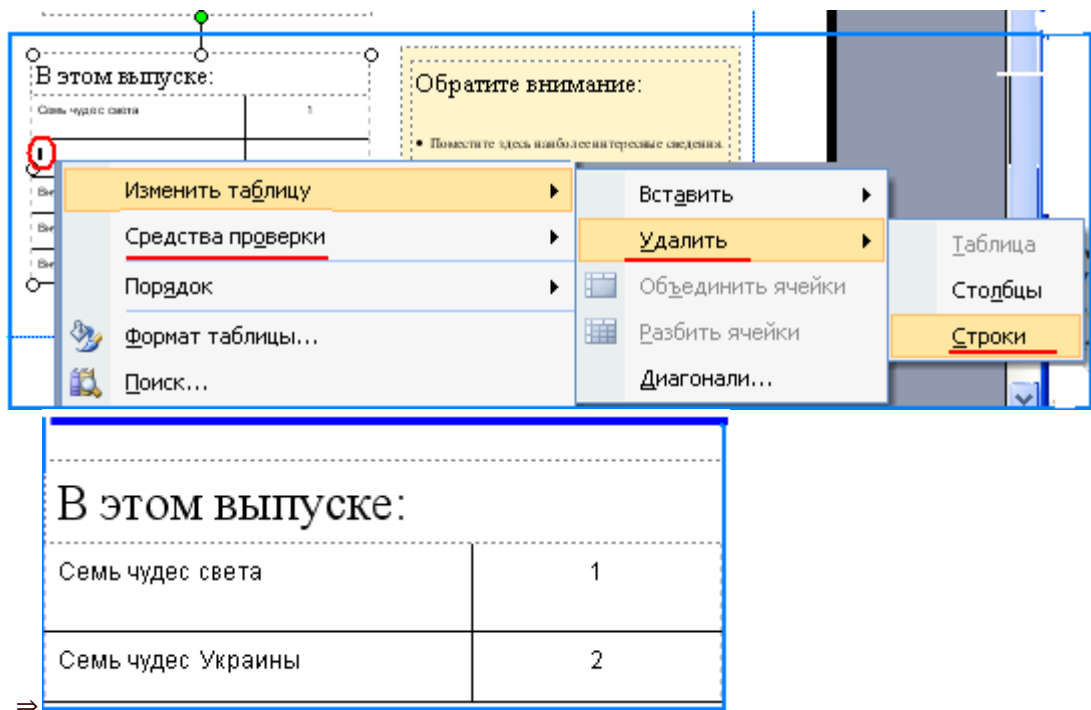 В этом выпуске:
Семь чудес света 1
Обратите внимание:
• Поместите здесь наиболее интересные сведения.
Изменить таблицу
Средства проверки
Порядок
Формат таблицы...
Поиск...
Вставить
Удалить
Объединить ячейки
Разбить ячейки
Диагонали...
Таблица
Столбцы
Строки
В этом выпуске:
Семь чудес света 1
Семь чудес Украины 2
⇒